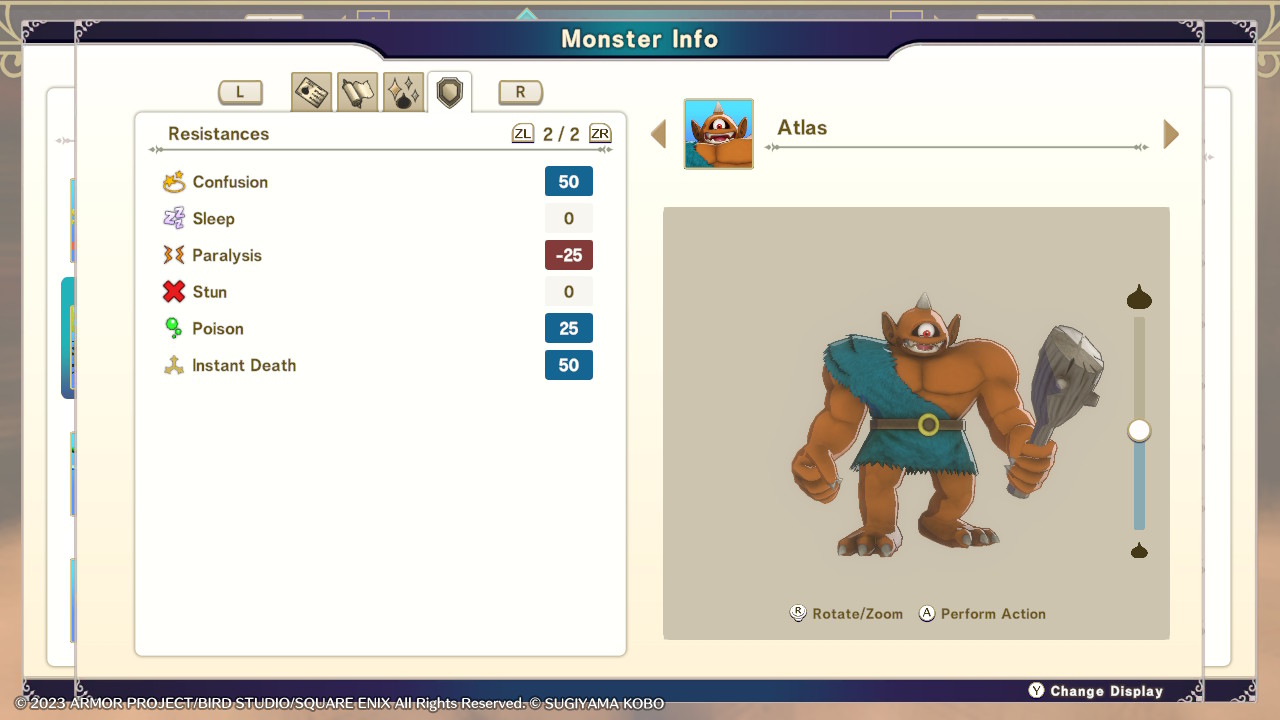 Monster Info
L
R
Resistances
ZL 2 / 2 ZR
Atlas
Confusion 50
Sleep 0
Paralysis -25
Stun 0
Poison 25
Instant Death 50
R Rotate/Zoom A Perform Action
Y Change Display
© 2023 ARMOR PROJECT/BIRD STUDIO/SQUARE ENIX All Rights Reserved. © SUGIYAMA KOBO